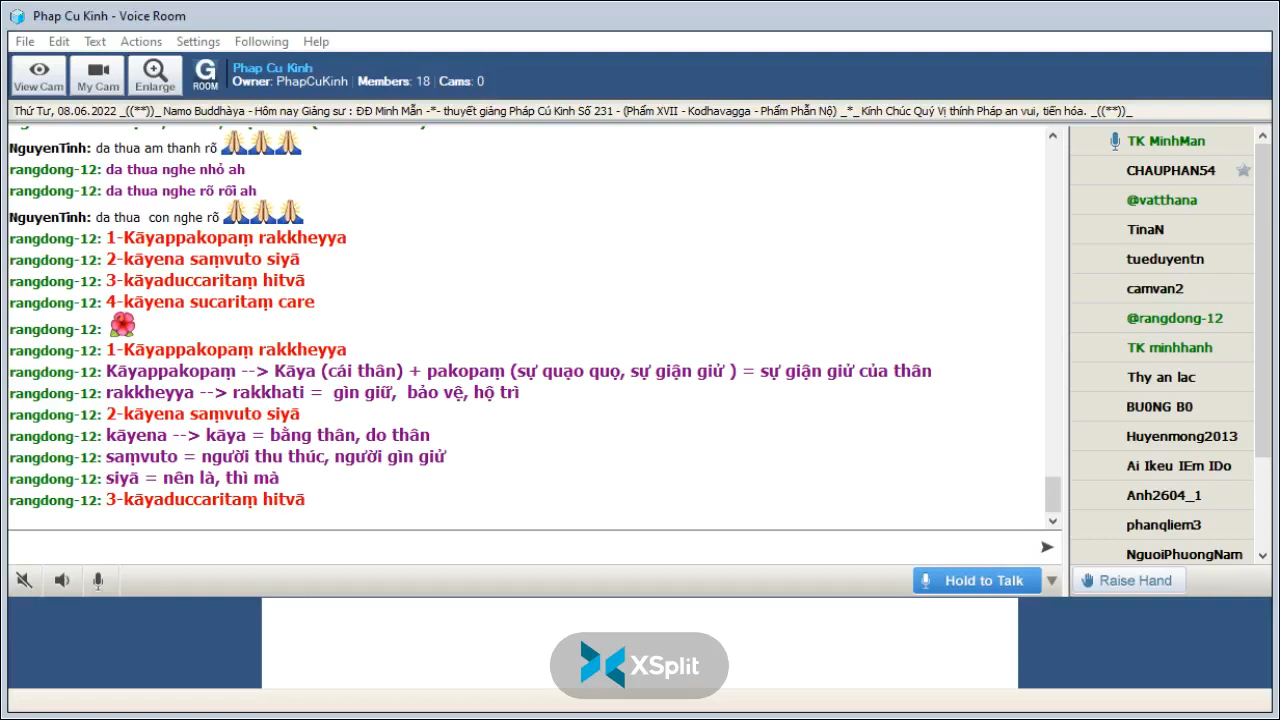 Phap Cu Kinh - Voice Room
File Edit Text Actions Settings Following Help
View Cam My Cam Enlarge G ROOM
Phap Cu Kinh
Owner: PhapCuKinh Members: 18 Cams: 0
Thứ Tư, 08.06.2022 _((**))_ Namo Buddhàya - Hôm nay Giảng sư : ĐĐ Minh Mẫn -*- thuyết giảng Pháp Cú Kinh Số 231 - (Phẩm XVII - Kodhavagga - Phẩm Phẫn Nộ) _*_ Kính Chúc Quý Vị thính Pháp an vui, tiến hóa. _((**))_
NguyenTinh: da thua am thanh rõ
rangdong-12: da thua nghe nhỏ ah
rangdong-12: da thua nghe rõ rồi ah
NguyenTinh: da thua con nghe rõ
rangdong-12: 1-Kāyappakopaṃ rakkheyya
rangdong-12: 2-kāyena saṃvuto siyā
rangdong-12: 3-kāyaduccaritaṃ hitvā
rangdong-12: 4-kāyena sucaritaṃ care
rangdong-12:
rangdong-12: 1-Kāyappakopaṃ rakkheyya
rangdong-12: Kāyappakopaṃ --> Kāya (cái thân) + pakopaṃ (sự quạo quọ, sự giận giử ) = sự giận giử của thân
rangdong-12: rakkheyya --> rakkhati = gìn giữ, bảo vệ, hộ trì
rangdong-12: 2-kāyena saṃvuto siyā
rangdong-12: kāyena --> kāya = bằng thân, do thân
rangdong-12: saṃvuto = người thu thúc, người gìn giử
rangdong-12: siyā = nên là, thì mà
rangdong-12: 3-kāyaduccaritaṃ hitvā
TK MinhMan
CHAUPHAN54
@vatthana
TinaN
tueduyentn
camvan2
@rangdong-12
TK minhhanh
Thy an lac
BU0NG B0
Huyenmong2013
Ai Ikeu IEm IDo
Anh2604_1
phanqliem3
NguoiPhuongNam
Hold to Talk
Raise Hand
XSplit